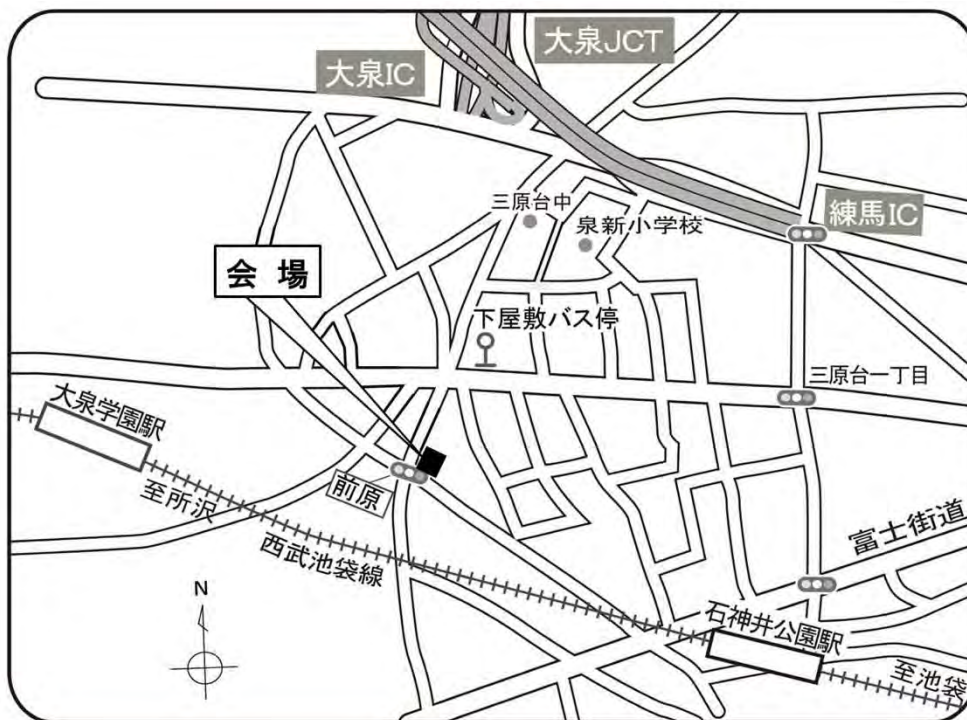 大泉JCT
大泉IC
三原台中
練馬IC
泉新小学校
会場
下屋敷バス停
三原台一丁目
大泉学園駅
前原
至所沢
富士街道
西武池袋線
N
石神井公園駅
至池袋